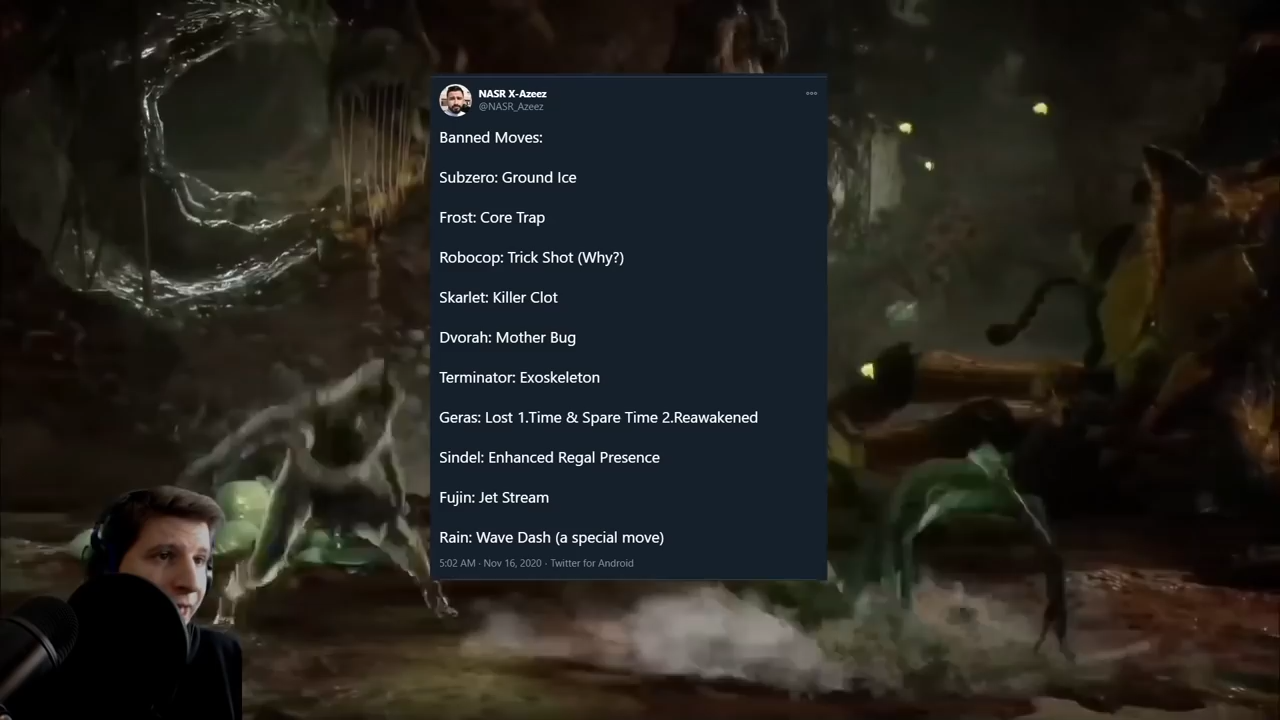 NASR X-Azeez
@NASR_Azeez
Banned Moves:
Subzero: Ground Ice
Frost: Core Trap
Robocop: Trick Shot (Why?)
Skarlet: Killer Clot
Dvorah: Mother Bug
Terminator: Exoskeleton
Geras: Lost 1.Time & Spare Time 2.Reawakened
Sindel: Enhanced Regal Presence
Fujin: Jet Stream
Rain: Wave Dash (a special move)
5:02 AM · Nov 16, 2020 · Twitter for Android